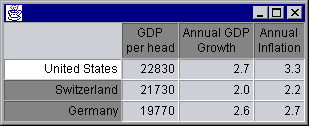 GDP per head Annual GDP Growth Annual Inflation
United States 22830 2.7 3.3
Switzerland 21730 2.0 2.2
Germany 19770 2.6 2.7